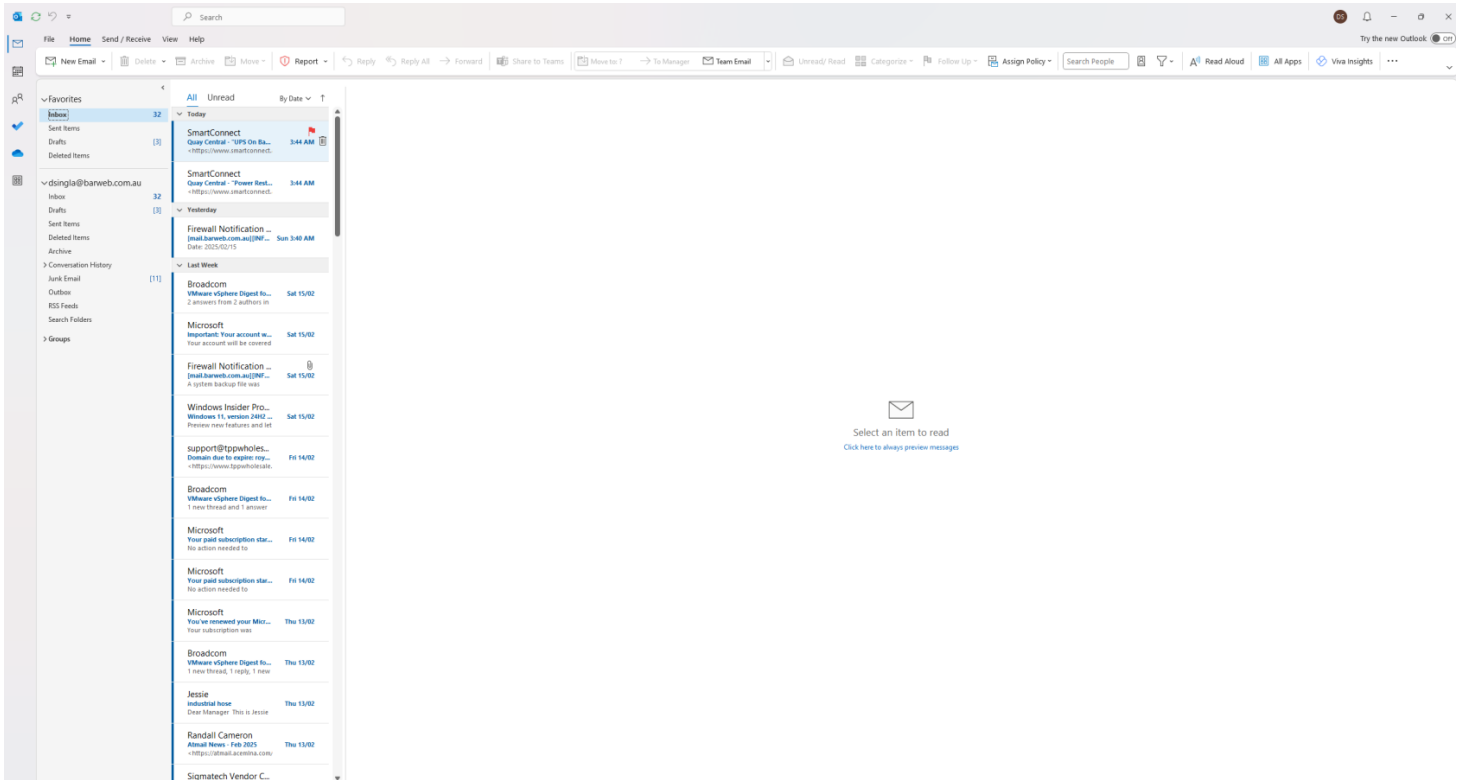 Search
DS
File Home Send / Receive View Help
Try the new Outlook Off
New Email Delete Archive Move Report Reply Reply All Forward Share to Teams Move to: ? To Manager Team Email Unread/ Read Categorize Follow Up Assign Policy Search People Read Aloud All Apps Viva Insights
Favorites
Inbox 32
Sent Items
Drafts [3]
Deleted Items
dsingla@barweb.com.au
Inbox 32
Drafts [3]
Sent Items
Deleted Items
Archive
Conversation History
Junk Email [11]
Outbox
RSS Feeds
Search Folders
Groups
All Unread By Date
Today
SmartConnect
Quay Central - "UPS On Ba... 3:44 AM
<https://www.smartconnect.
SmartConnect
Quay Central - "Power Rest... 3:44 AM
<https://www.smartconnect.
Yesterday
Firewall Notification ...
[mail.barweb.com.au][INF... Sun 3:40 AM
Date: 2025/02/15
Last Week
Broadcom
VMware vSphere Digest fo... Sat 15/02
2 answers from 2 authors in
Microsoft
Important: Your account w... Sat 15/02
Your account will be covered
Firewall Notification ...
[mail.barweb.com.au][INF... Sat 15/02
A system backup file was
Windows Insider Pro...
Windows 11, version 24H2 ... Sat 15/02
Preview new features and let
support@tppwholes...
Domain due to expire: roy... Fri 14/02
<https://www.tppwholesale.
Broadcom
VMware vSphere Digest fo... Fri 14/02
1 new thread and 1 answer
Microsoft
Your paid subscription star... Fri 14/02
No action needed to
Microsoft
Your paid subscription star... Fri 14/02
No action needed to
Microsoft
You've renewed your Micr... Thu 13/02
Your subscription was
Broadcom
VMware vSphere Digest fo... Thu 13/02
1 new thread, 1 reply, 1 new
Jessie
industrial hose Thu 13/02
Dear Manager This is Jessie
Randall Cameron
Atmail News - Feb 2025 Thu 13/02
<https://atmail.acemlna.com/
Sigmatech Vendor C...
Select an item to read
Click here to always preview messages